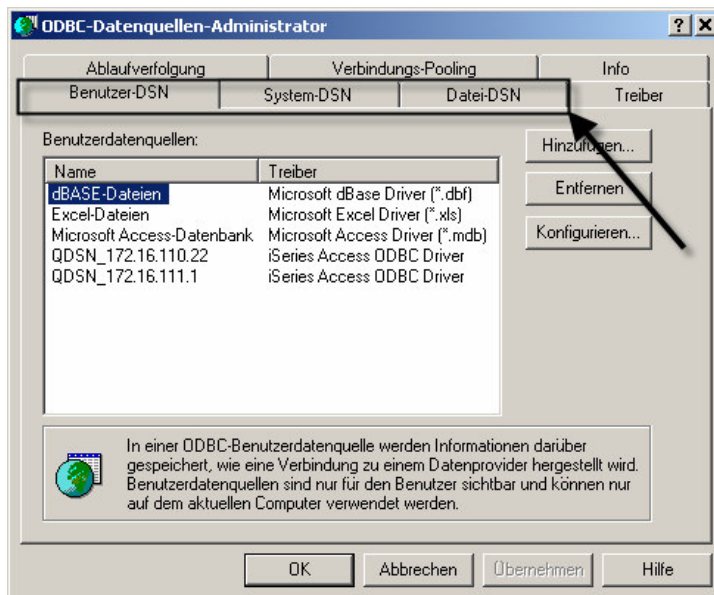 ODBC-Datenquellen-Administrator
Ablaufverfolgung Verbindungs-Pooling Info
Benutzer-DSN System-DSN Datei-DSN Treiber
Benutzerdatenquellen:
Hinzufügen...
Name Treiber
dBASE-Dateien Microsoft dBase Driver (*.dbf)
Entfernen
Excel-Dateien Microsoft Excel Driver (*.xls)
Microsoft Access-Datenbank Microsoft Access Driver (*.mdb)
Konfigurieren...
QDSN_172.16.110.22 iSeries Access ODBC Driver
QDSN_172.16.111.1 iSeries Access ODBC Driver
In einer ODBC-Benutzerdatenquelle werden Informationen darüber
gespeichert, wie eine Verbindung zu einem Datenprovider hergestellt wird.
Benutzerdatenquellen sind nur für den Benutzer sichtbar und können nur
auf dem aktuellen Computer verwendet werden.
OK Abbrechen Übernehmen Hilfe